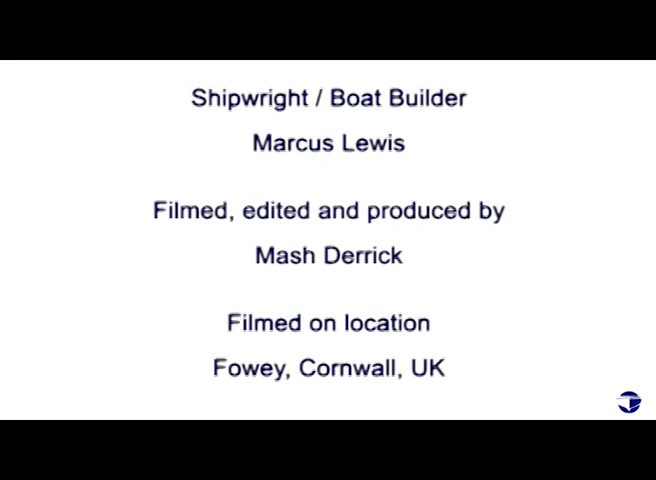 Shipwright / Boat Builder
Marcus Lewis
Filmed, edited and produced by
Mash Derrick
Filmed on location
Fowey, Cornwall, UK